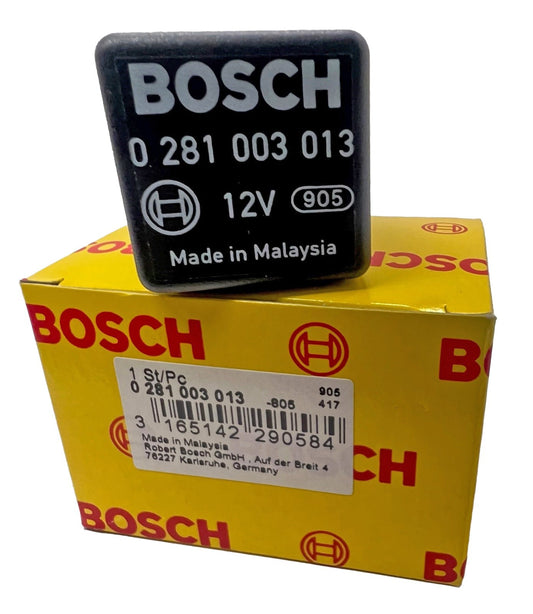 BOSCH
0 281 003 013
12V 905
Made in Malaysia
BOSCH
1 St/Pc
0 281 003 013 -805 905
417
3 165142 290584
Made in Malaysia
Robert Bosch GmbH , Auf der Breit 4
76227 Karlsruhe, Germany
BOSCH
BOSCH
BOSCH
BOSCH
BOSCH